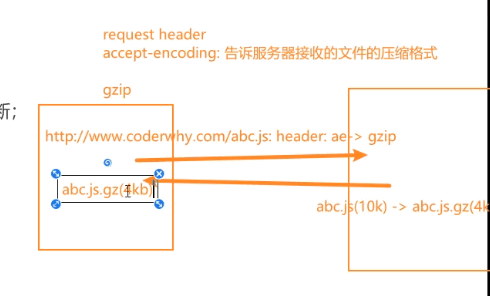 request header
accept-encoding: 告诉服务器接收的文件的压缩格式
gzip
新；
http://www.coderwhy.com/abc.js: header: ae-> gzip
abc.js.gz(4kb)
abc.js(10k) -> abc.js.gz(4k